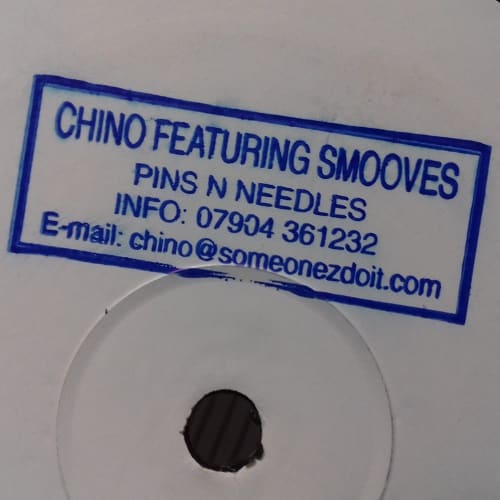 CHINO FEATURING SMOOVES
PINS N NEEDLES
INFO: 07904 361232
E-mail: chino@someonezdoit.com